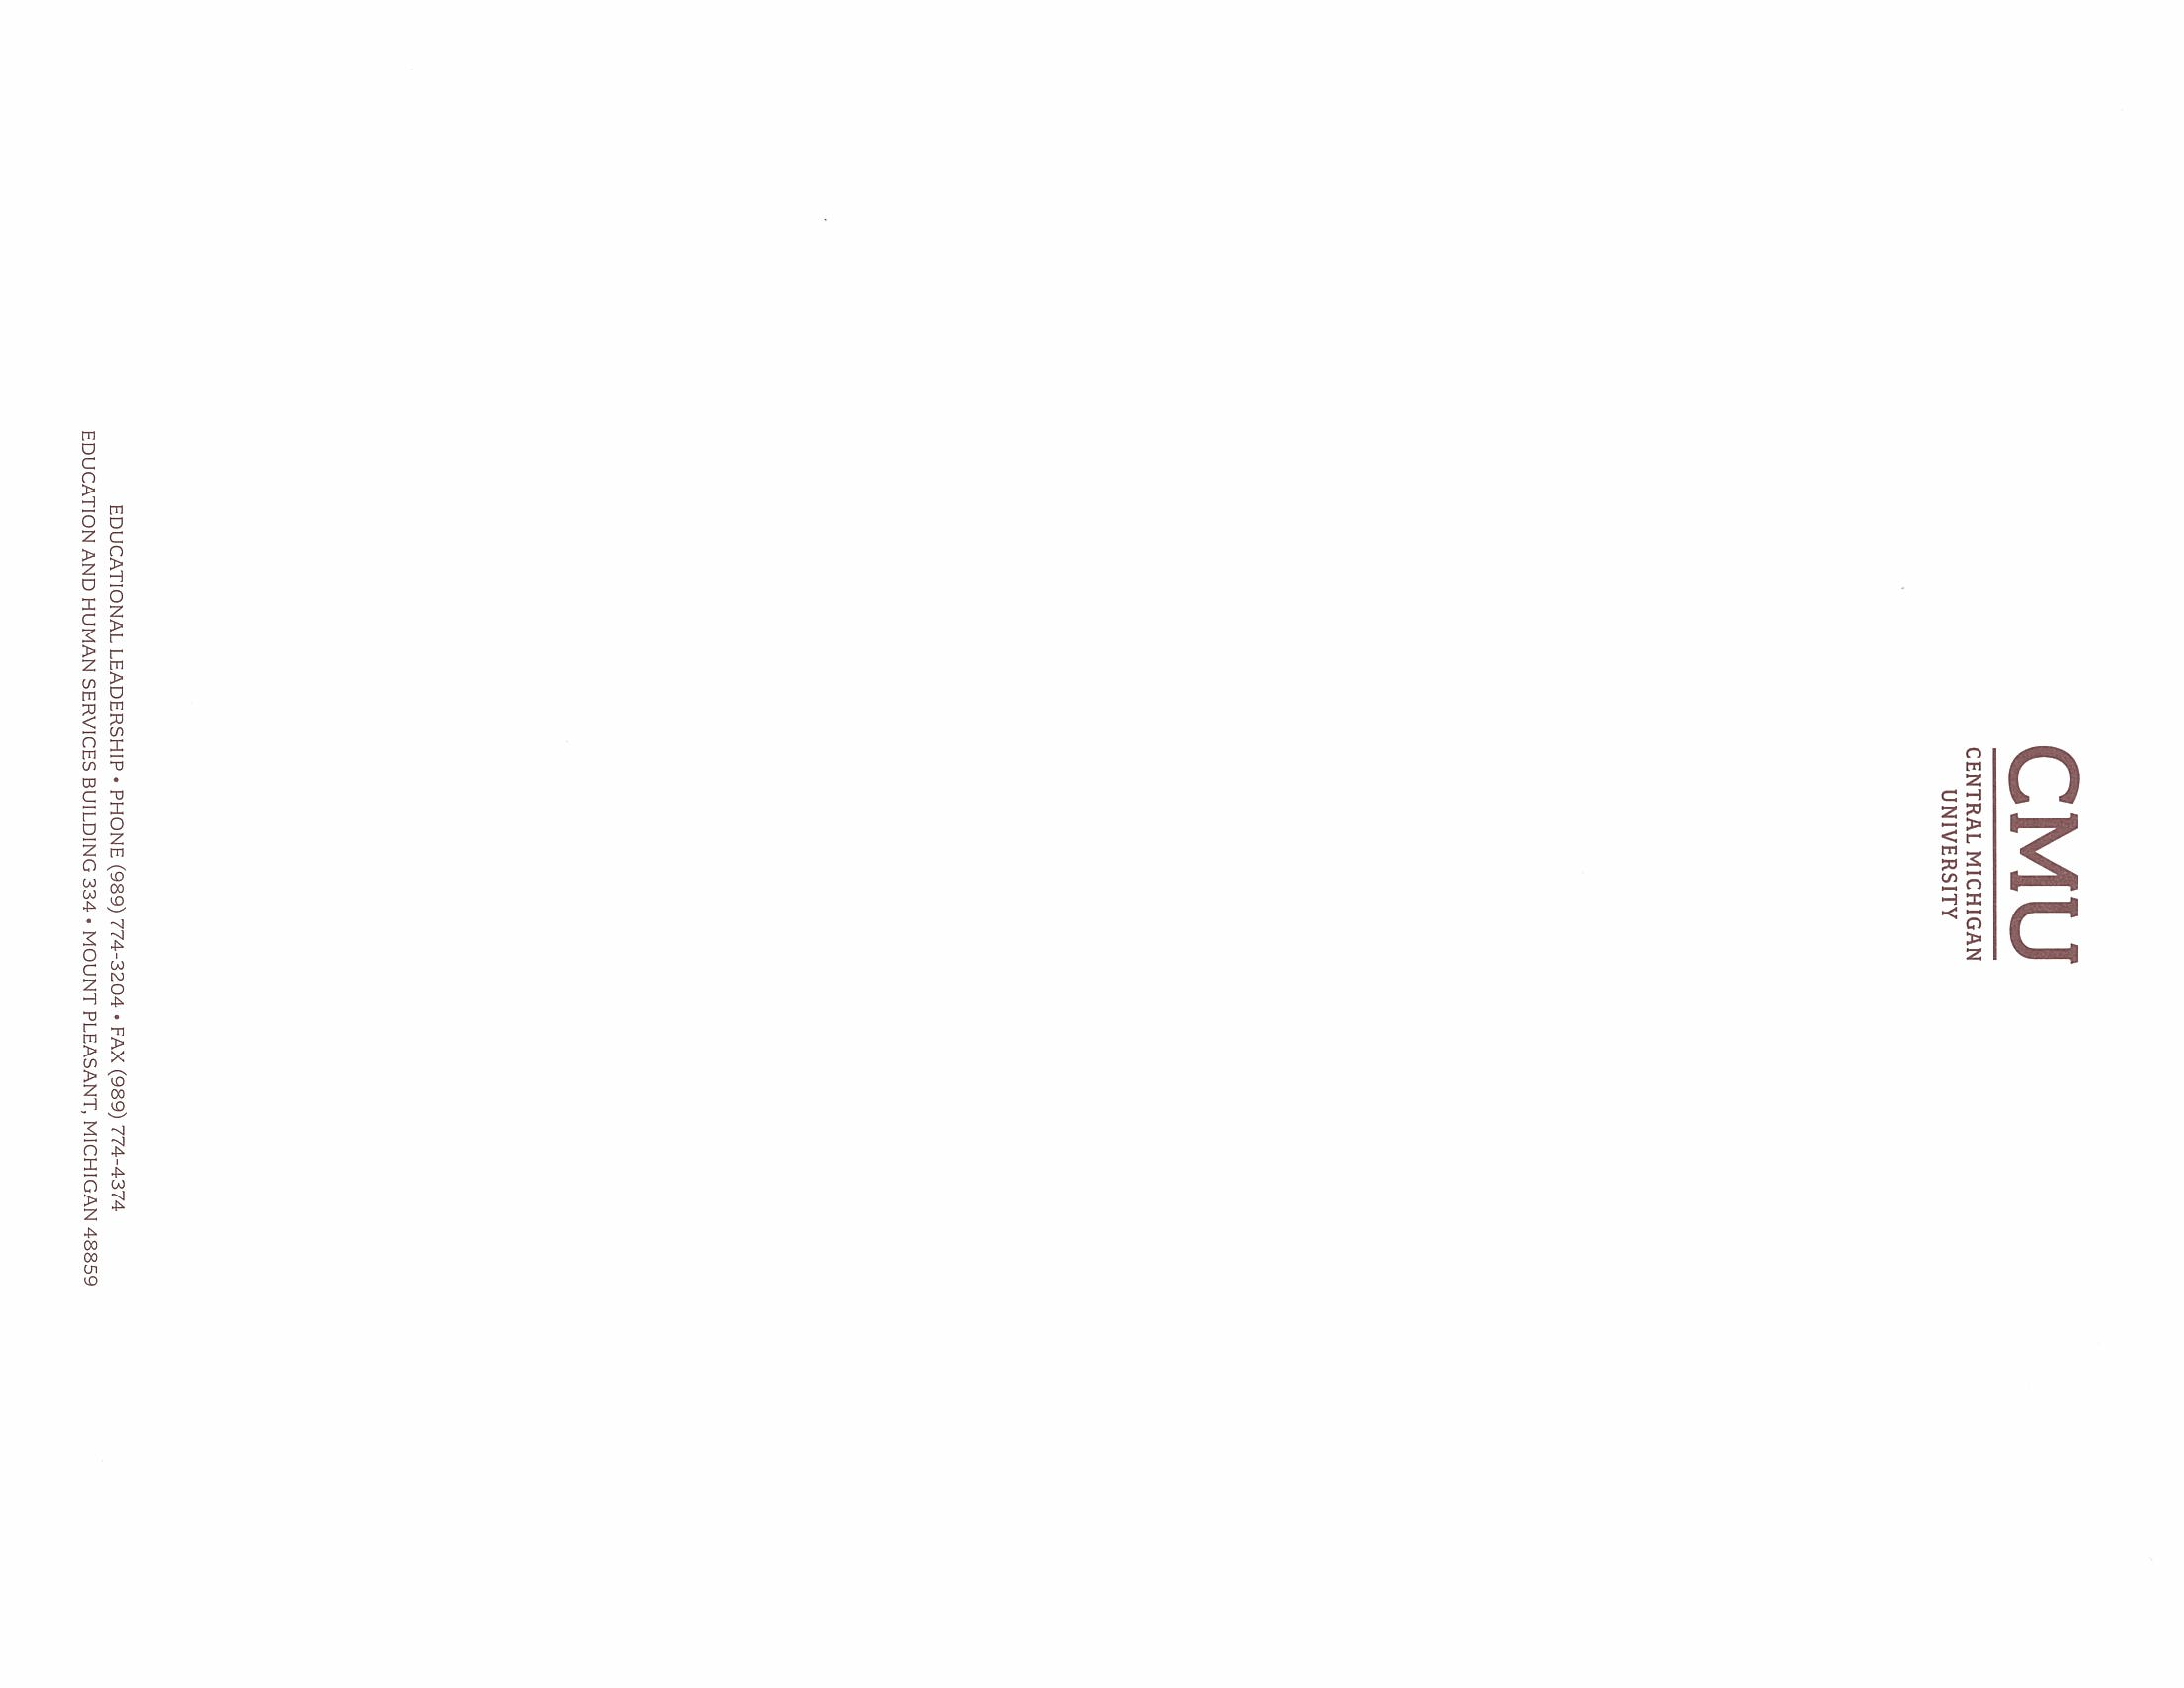 CMU
CENTRAL MICHIGAN
UNIVERSITY
EDUCATIONAL LEADERSHIP • PHONE (989) 774-3204 • FAX (989) 774-4374
EDUCATION AND HUMAN SERVICES BUILDING 334 • MOUNT PLEASANT, MICHIGAN 48859